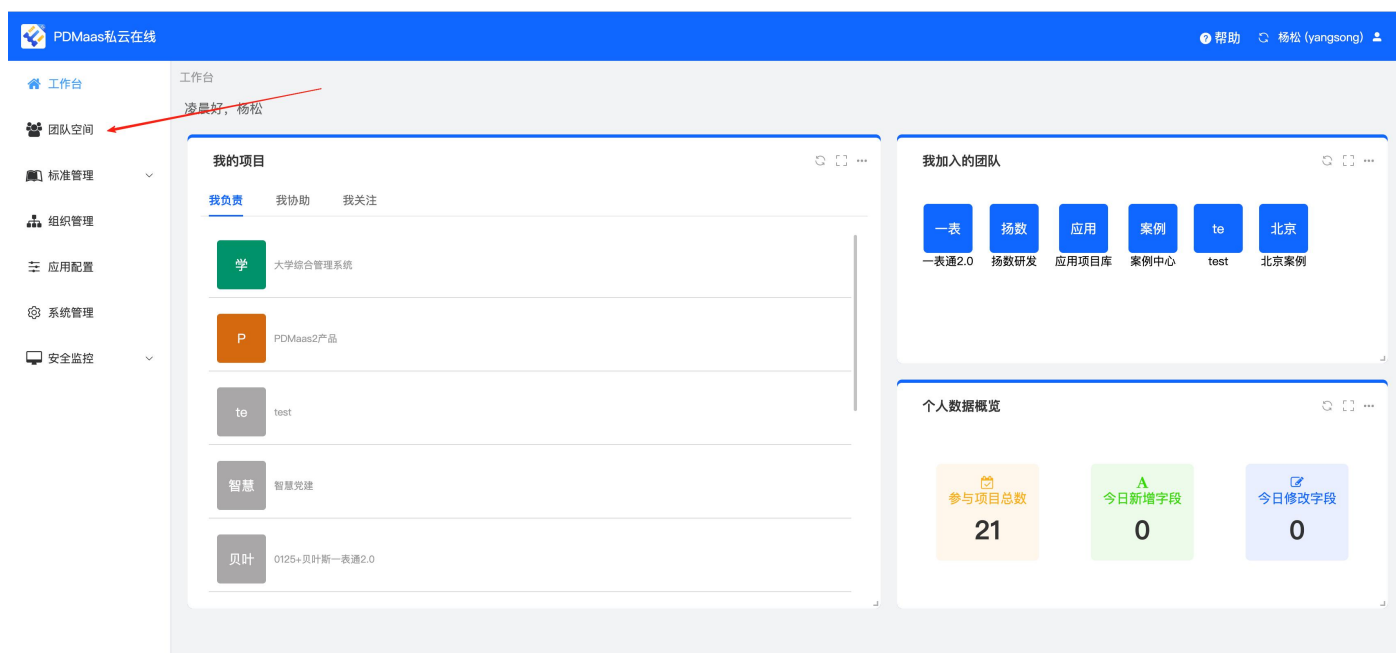 PDMaas私云在线
帮助 杨松 (yangsong)
工作台
团队空间
标准管理
组织管理
应用配置
系统管理
安全监控
工作台
凌晨好，杨松
我的项目
我负责 我协助 我关注
学 大学综合管理系统
P PDMaas2产品
te test
智慧 智慧党建
贝叶 0125+贝叶斯一表通2.0
我加入的团队
一表 扬数 应用 案例 te 北京
一表通2.0 扬数研发 应用项目库 案例中心 test 北京案例
个人数据概览
参与项目总数 今日新增字段 今日修改字段
21 0 0